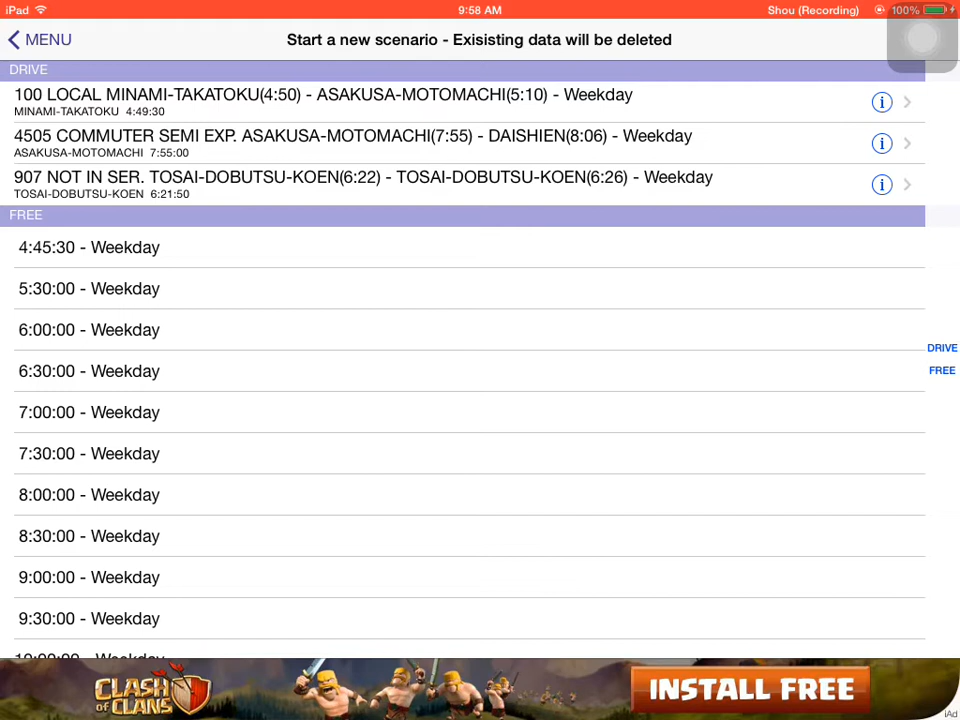 iPad 9:58 AM Shou (Recording) 100%
MENU Start a new scenario - Exisisting data will be deleted
DRIVE
100 LOCAL MINAMI-TAKATOKU(4:50) - ASAKUSA-MOTOMACHI(5:10) - Weekday
MINAMI-TAKATOKU 4:49:30
4505 COMMUTER SEMI EXP. ASAKUSA-MOTOMACHI(7:55) - DAISHIEN(8:06) - Weekday
ASAKUSA-MOTOMACHI 7:55:00
907 NOT IN SER. TOSAI-DOBUTSU-KOEN(6:22) - TOSAI-DOBUTSU-KOEN(6:26) - Weekday
TOSAI-DOBUTSU-KOEN 6:21:50
FREE
4:45:30 - Weekday
5:30:00 - Weekday
6:00:00 - Weekday
DRIVE
6:30:00 - Weekday
FREE
7:00:00 - Weekday
7:30:00 - Weekday
8:00:00 - Weekday
8:30:00 - Weekday
9:00:00 - Weekday
9:30:00 - Weekday
10:00:00 - Weekday
CLASH OF CLANS
INSTALL FREE
iAd